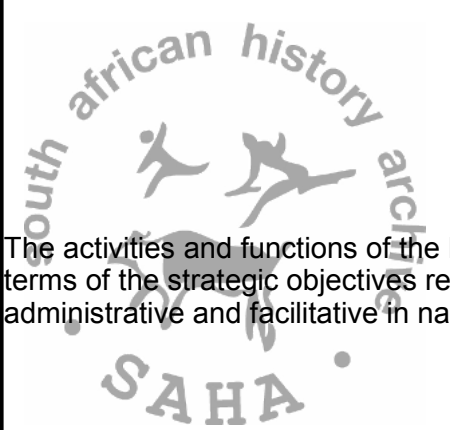 south african history archive
The activities and functions of the
terms of the strategic objectives re
administrative and facilitative in na
• SAHA •